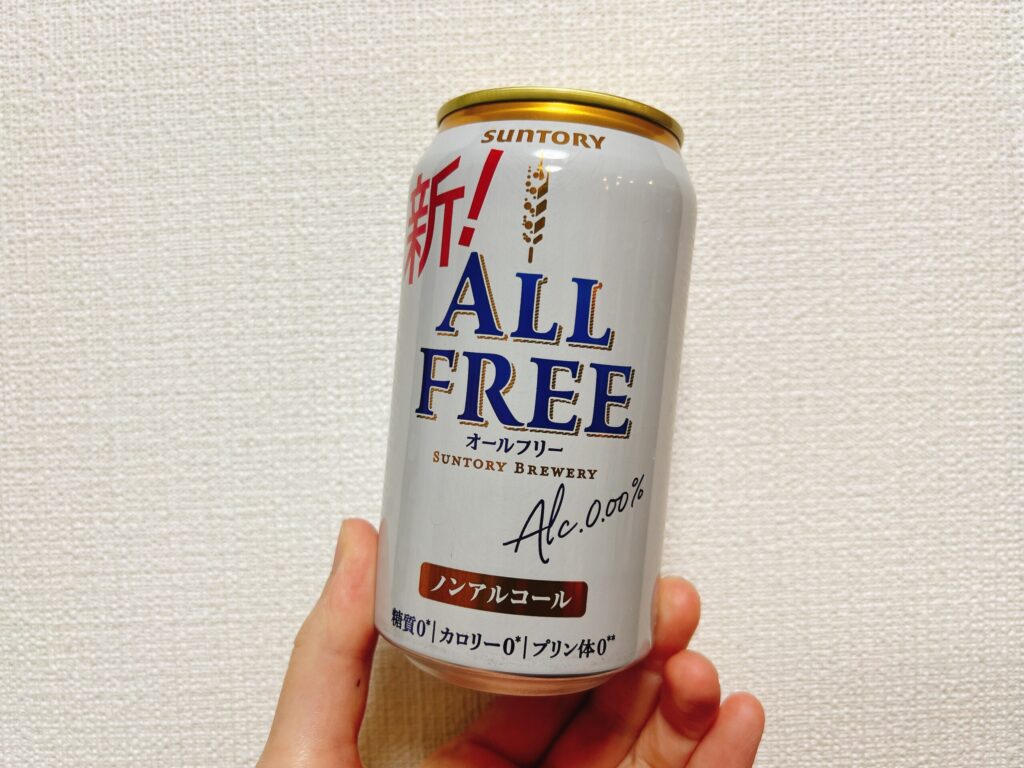 SUNTORY
新!
ALL
FREE
オールフリー
SUNTORY BREWERY
Alc.0.00%
ノンアルコール
糖質0*|カロリー0*|プリン体0**